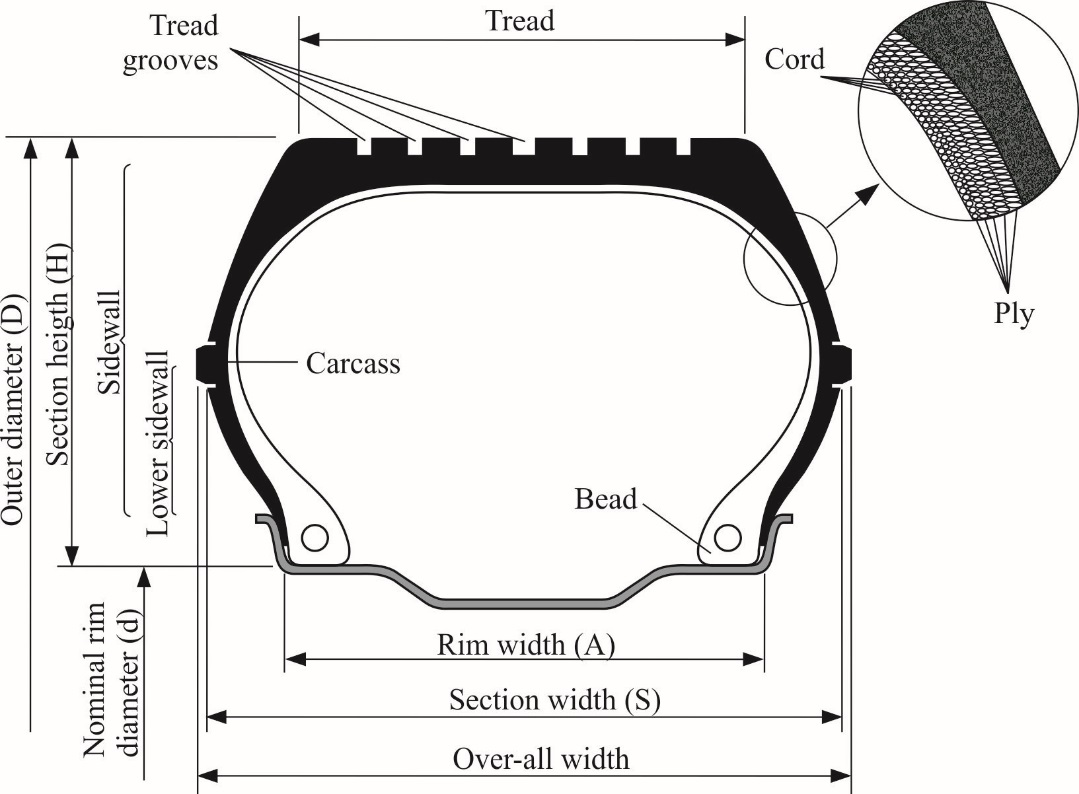 Tread
Tread
grooves
Cord
Ply
Outer diameter (D)
Section heigth (H)
Sidewall
Lower sidewall
Carcass
Bead
Nominal rim
diameter (d)
Rim width (A)
Section width (S)
Over-all width